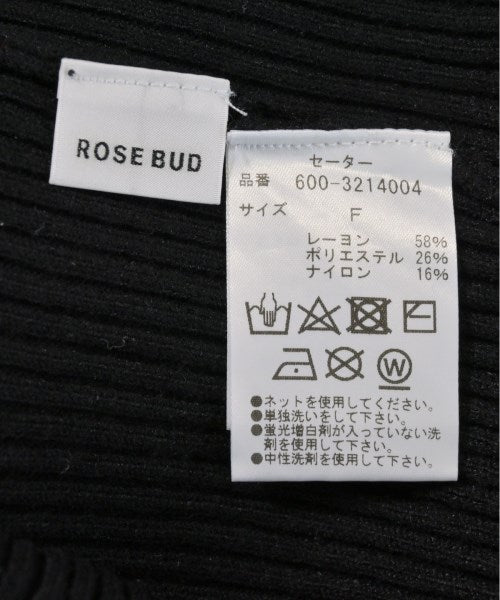 ROSE BUD
セーター
品番 600-3214004
サイズ F
レーヨン 58%
ポリエステル 26%
ナイロン 16%
W
●ネットを使用してください。
●単独洗いをして下さい。
●蛍光増白剤が入っていない洗
剤を使用して下さい。
●中性洗剤を使用して下さい。